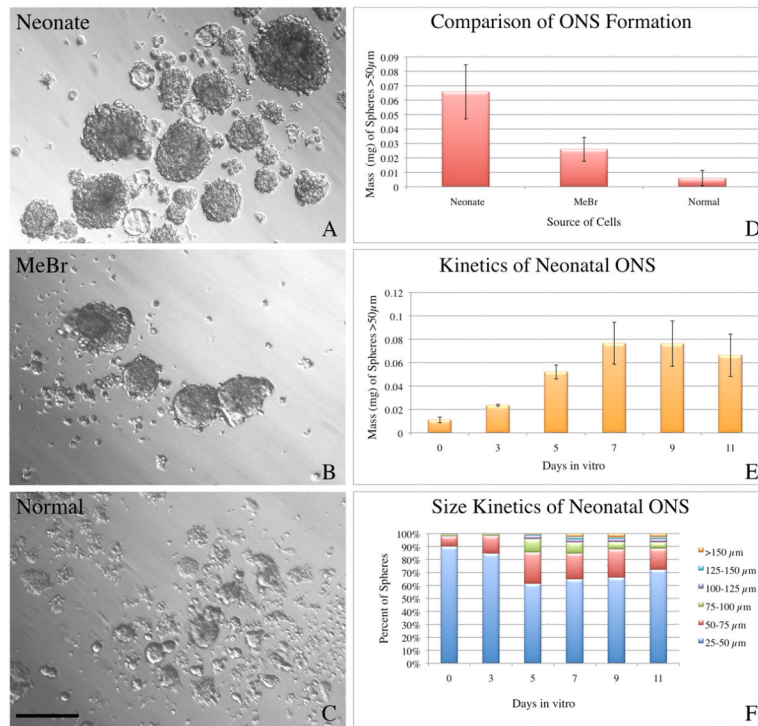 Neonate
A
MeBr
B
Normal
C
Comparison of ONS Formation
Mass (mg) of Spheres >50µm
0.09
0.08
0.07
0.06
0.05
0.04
0.03
0.02
0.01
0
Neonate MeBr Normal
Source of Cells
D
Kinetics of Neonatal ONS
Mass (mg) of Spheres >50µm
0.12
0.1
0.08
0.06
0.04
0.02
0
0 3 5 7 9 11
Days in vitro
E
Size Kinetics of Neonatal ONS
Percent of Spheres
100%
90%
80%
70%
60%
50%
40%
30%
20%
10%
0%
0 3 5 7 9 11
Days in vitro
>150 µm
125-150 µm
100-125 µm
75-100 µm
50-75 µm
25-50 µm
F